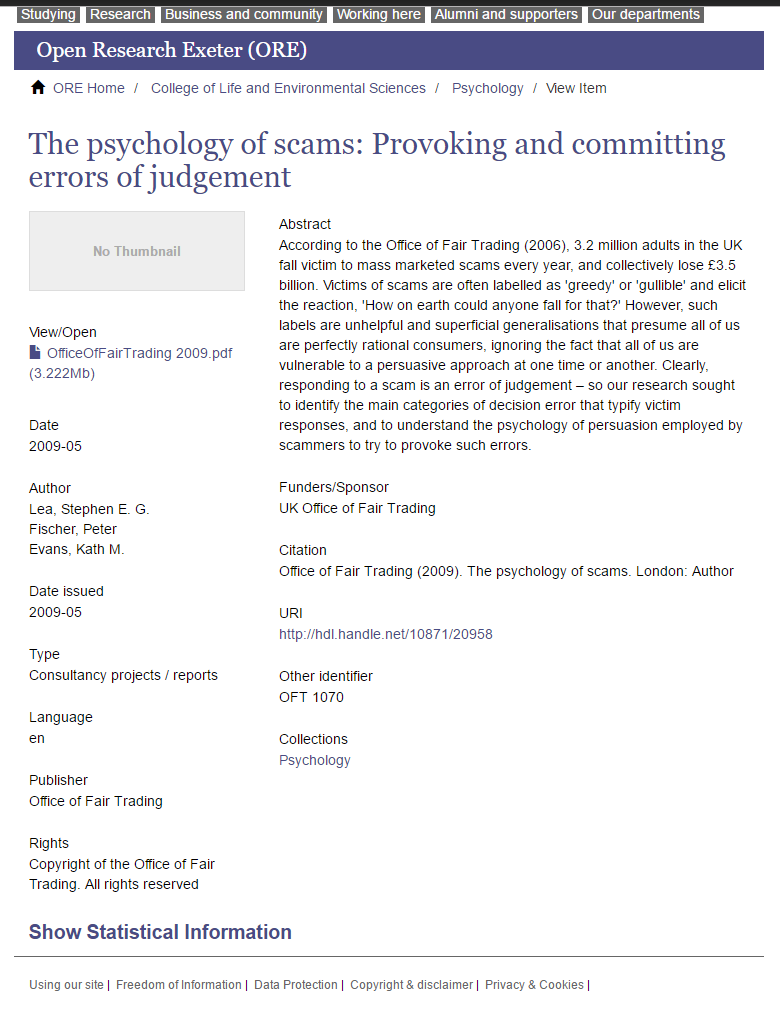 Studying Research Business and community Working here Alumni and supporters Our departments
Open Research Exeter (ORE)
ORE Home / College of Life and Environmental Sciences / Psychology / View Item
The psychology of scams: Provoking and committing
errors of judgement
No Thumbnail
View/Open
OfficeOfFairTrading 2009.pdf
(3.222Mb)
Date
2009-05
Author
Lea, Stephen E. G.
Fischer, Peter
Evans, Kath M.
Date issued
2009-05
Type
Consultancy projects / reports
Language
en
Publisher
Office of Fair Trading
Rights
Copyright of the Office of Fair
Trading. All rights reserved
Abstract
According to the Office of Fair Trading (2006), 3.2 million adults in the UK
fall victim to mass marketed scams every year, and collectively lose £3.5
billion. Victims of scams are often labelled as 'greedy' or 'gullible' and elicit
the reaction, 'How on earth could anyone fall for that?' However, such
labels are unhelpful and superficial generalisations that presume all of us
are perfectly rational consumers, ignoring the fact that all of us are
vulnerable to a persuasive approach at one time or another. Clearly,
responding to a scam is an error of judgement – so our research sought
to identify the main categories of decision error that typify victim
responses, and to understand the psychology of persuasion employed by
scammers to try to provoke such errors.
Funders/Sponsor
UK Office of Fair Trading
Citation
Office of Fair Trading (2009). The psychology of scams. London: Author
URI
http://hdl.handle.net/10871/20958
Other identifier
OFT 1070
Collections
Psychology
Show Statistical Information
Using our site | Freedom of Information | Data Protection | Copyright & disclaimer | Privacy & Cookies |